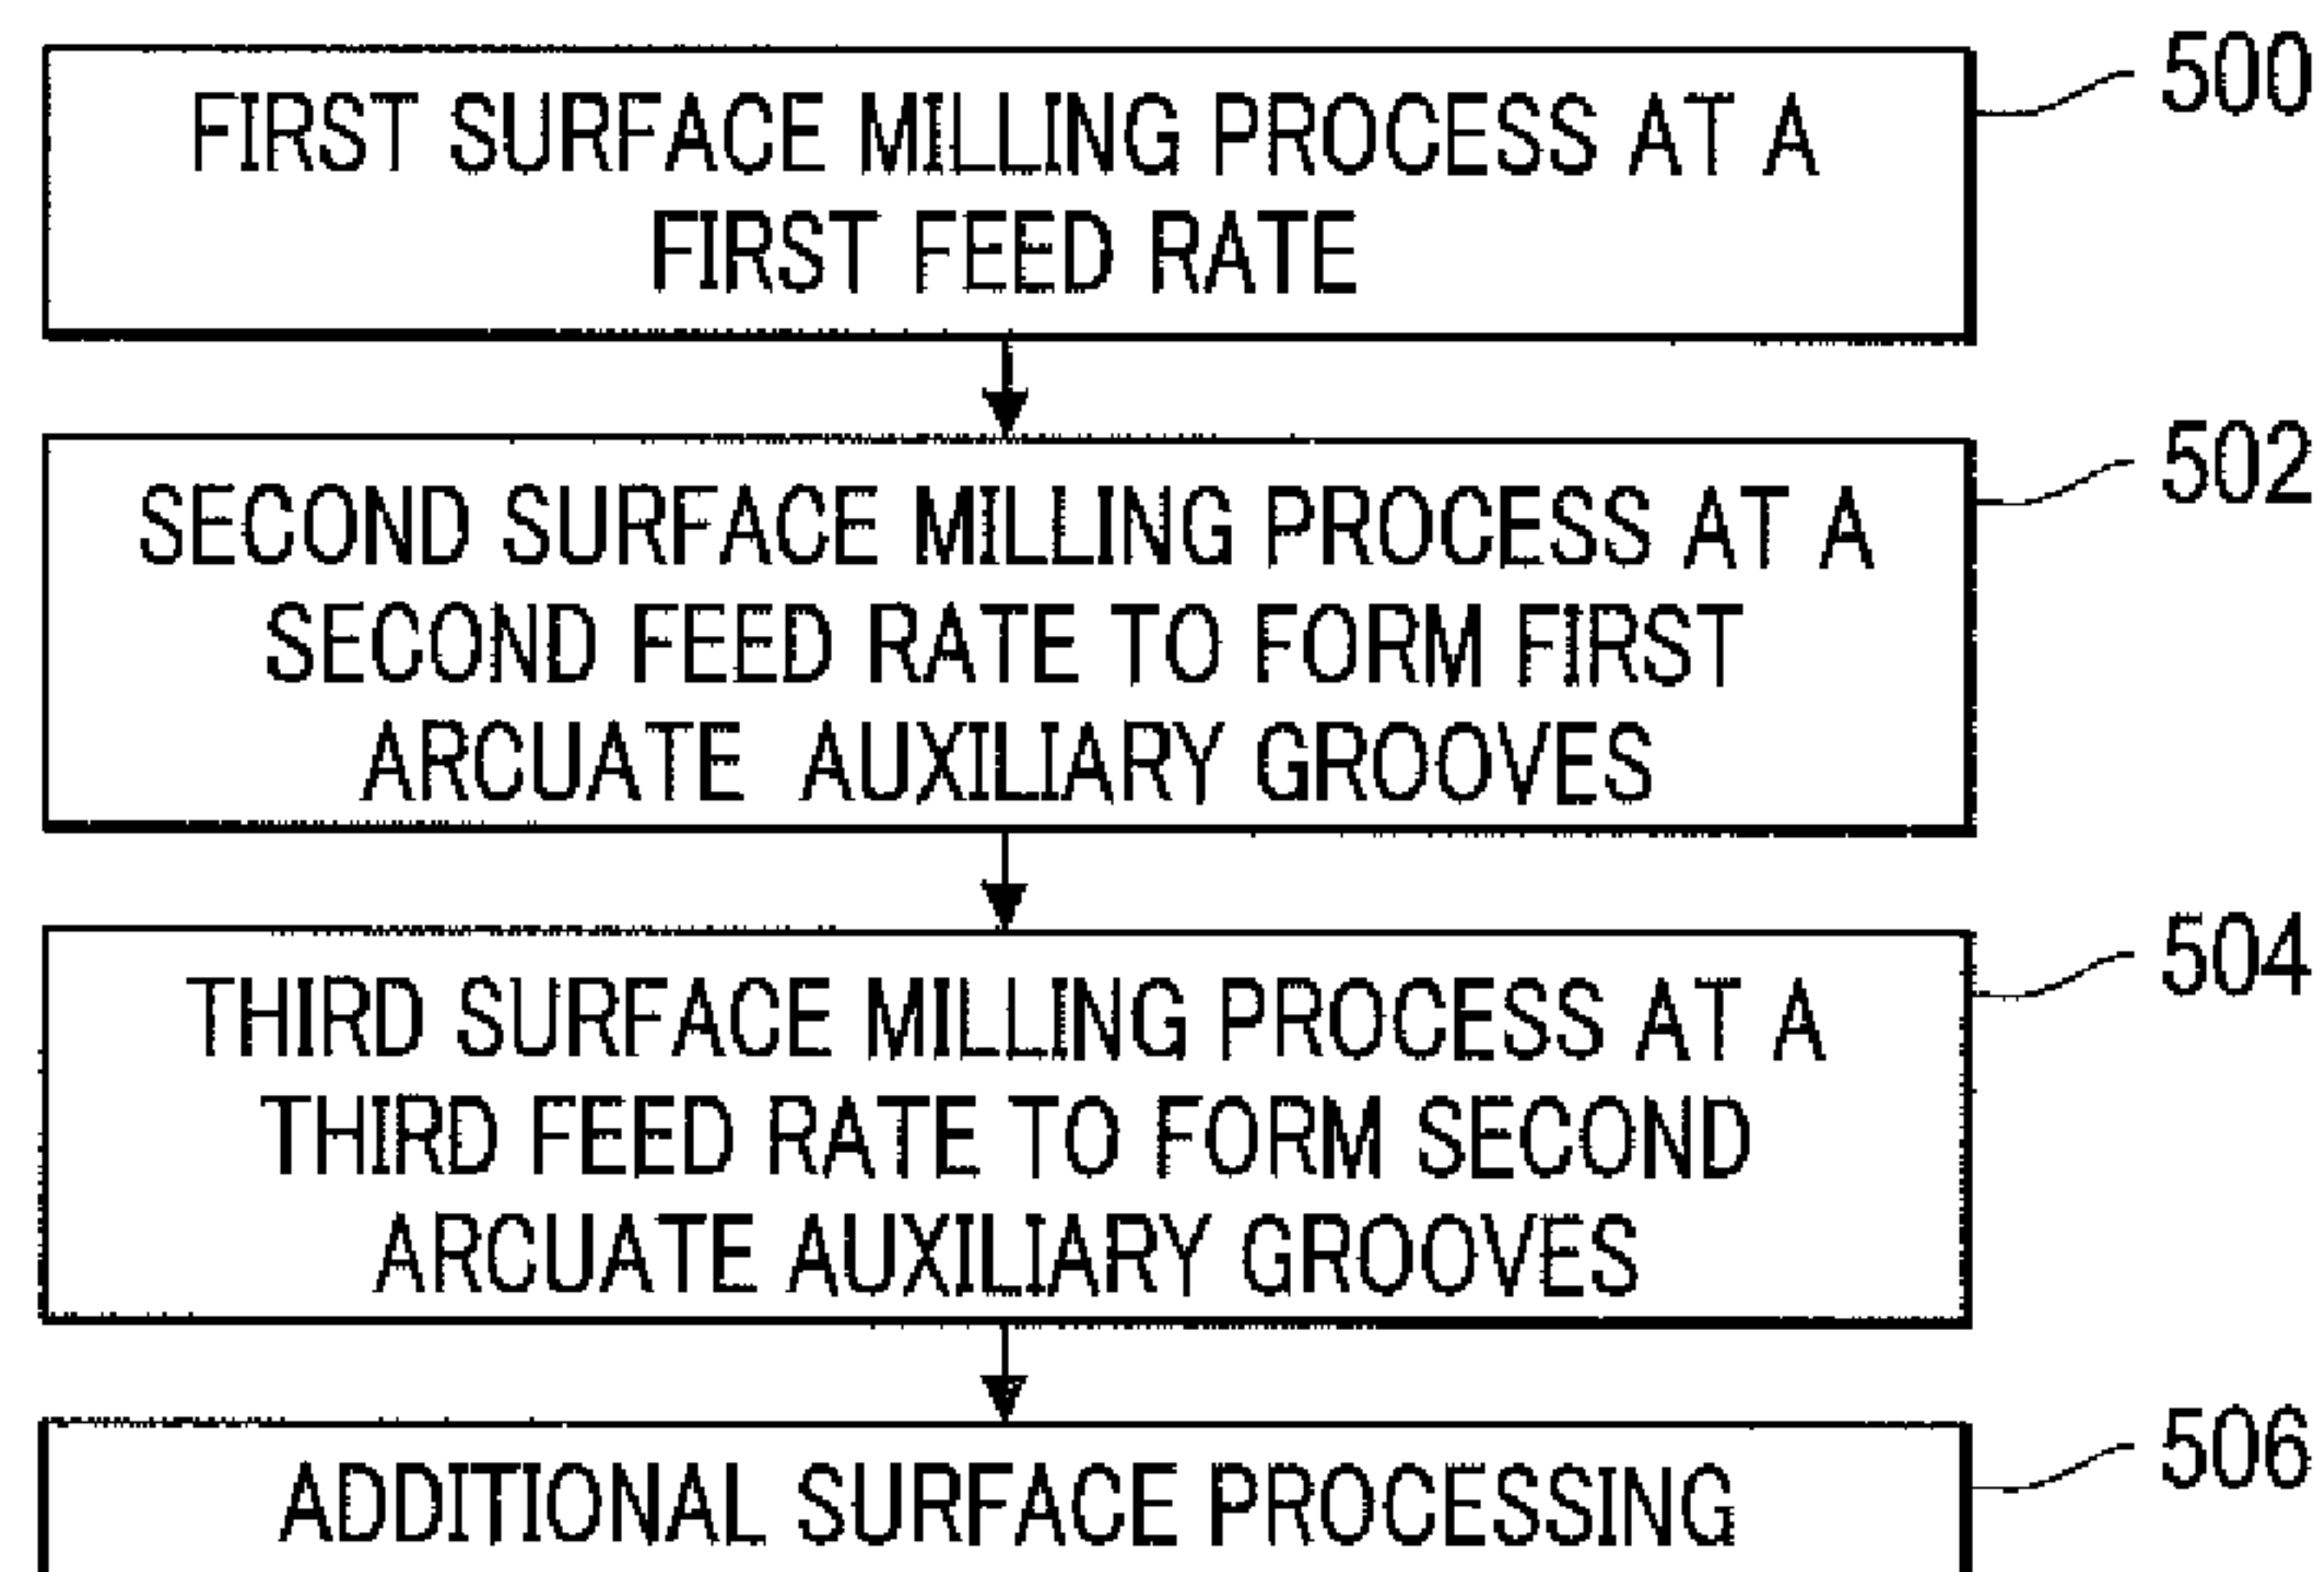 FIRST SURFACE MILLING PROCESS AT A
FIRST FEED RATE
500
SECOND SURFACE MILLING PROCESS AT A
SECOND FEED RATE TO FORM FIRST
ARCUATE AUXILIARY GROOVES
502
THIRD SURFACE MILLING PROCESS AT A
THIRD FEED RATE TO FORM SECOND
ARCUATE AUXILIARY GROOVES
504
ADDITIONAL SURFACE PROCESSING
506